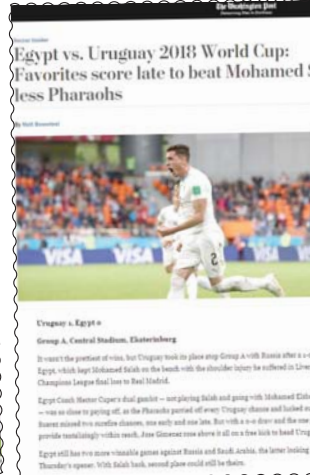 The Washington Post
Soccer Insider
Egypt vs. Uruguay 2018 World Cup:
Favorites score late to beat Mohamed S
less Pharaohs
By
VISA
VISA
VISA
2
Uruguay 1, Egypt 0
Group A, Central Stadium, Ekaterinburg
It wasn't the prettiest of wins, but Uruguay took its place atop Group A with Russia after a 1-0
Egypt, which kept Mohamed Salah on the bench with the shoulder injury he suffered in Liver
Champions League final loss to Real Madrid.
Egypt Coach Hector Cuper's dual gambit — not playing Salah and going with Mohamed Elsh
— was so close to paying off, as the Pharaohs parried off every Uruguay chance and lucked ou
Suarez missed two surefire chances, one early and one late. But with a 0-0 draw and the one
provide tantalizingly within reach, Jose Gimenez rose above it all on a free kick to head Urug
Egypt still has two more winnable games against Russia and Saudi Arabia, the latter looking
Thursday's opener. With Salah back, second place could still be theirs.